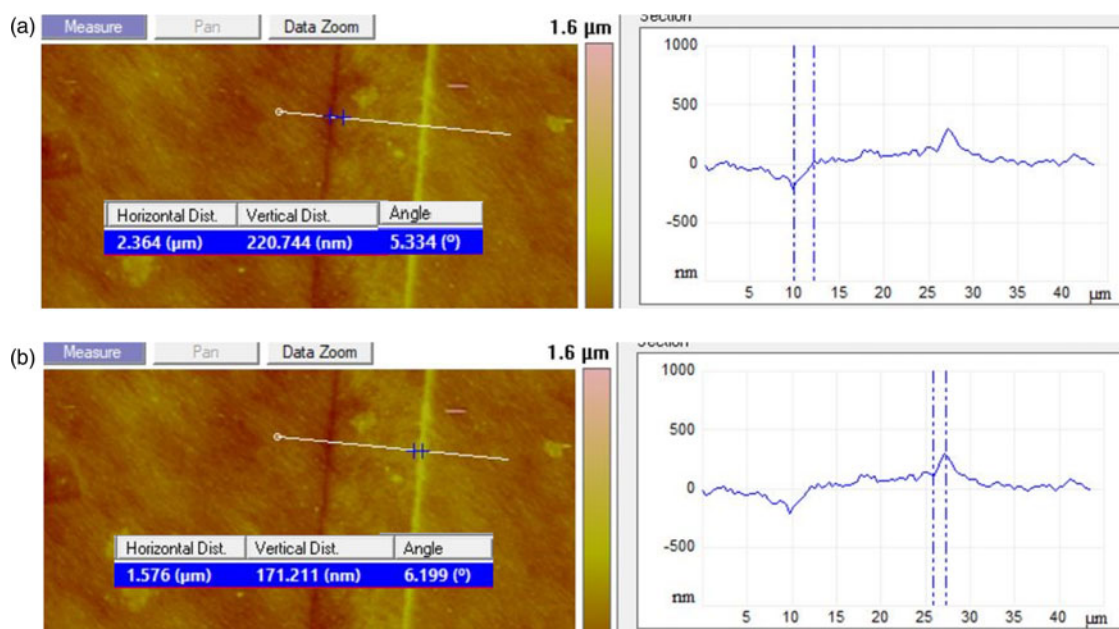 (a) Measure Pan Data Zoom 1.6 µm
Horizontal Dist. Vertical Dist. Angle
2.364 (µm) 220.744 (nm) 5.334 (º)
Section
1000
500
0
-500
nm
5 10 15 20 25 30 35 40 µm
(b) Measure Pan Data Zoom 1.6 µm
Horizontal Dist. Vertical Dist. Angle
1.576 (µm) 171.211 (nm) 6.199 (º)
1000
500
0
-500
nm
5 10 15 20 25 30 35 40 µm